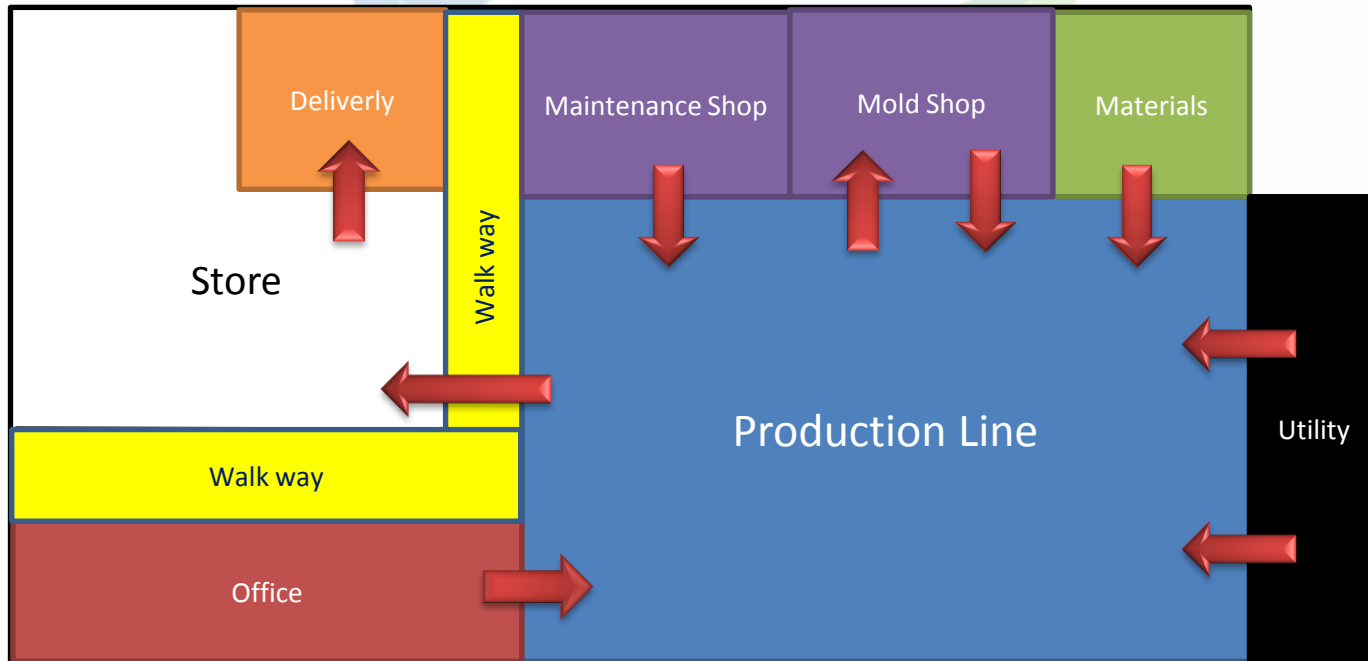 Deliverly
Maintenance Shop
Mold Shop
Materials
Walk way
Store
Production Line
Utility
Walk way
Office